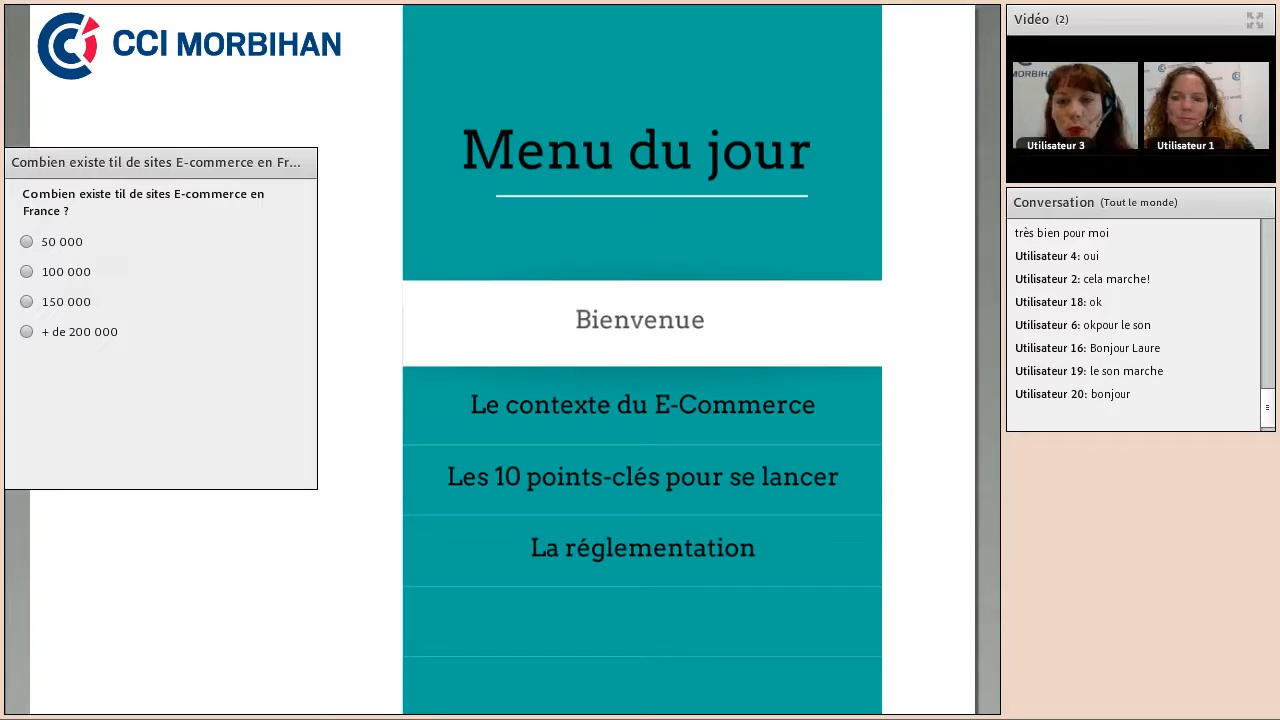 CCI MORBIHAN
Menu du jour
Bienvenue
Le contexte du E-Commerce
Les 10 points-clés pour se lancer
La réglementation
Combien existe til de sites E-commerce en Fr...
Combien existe til de sites E-commerce en
France ?
50 000
100 000
150 000
+ de 200 000
Vidéo (2)
MORBIHAN
Utilisateur 3
Utilisateur 1
Conversation (Tout le monde)
très bien pour moi
Utilisateur 4: oui
Utilisateur 2: cela marche!
Utilisateur 18: ok
Utilisateur 6: okpour le son
Utilisateur 16: Bonjour Laure
Utilisateur 19: le son marche
Utilisateur 20: bonjour